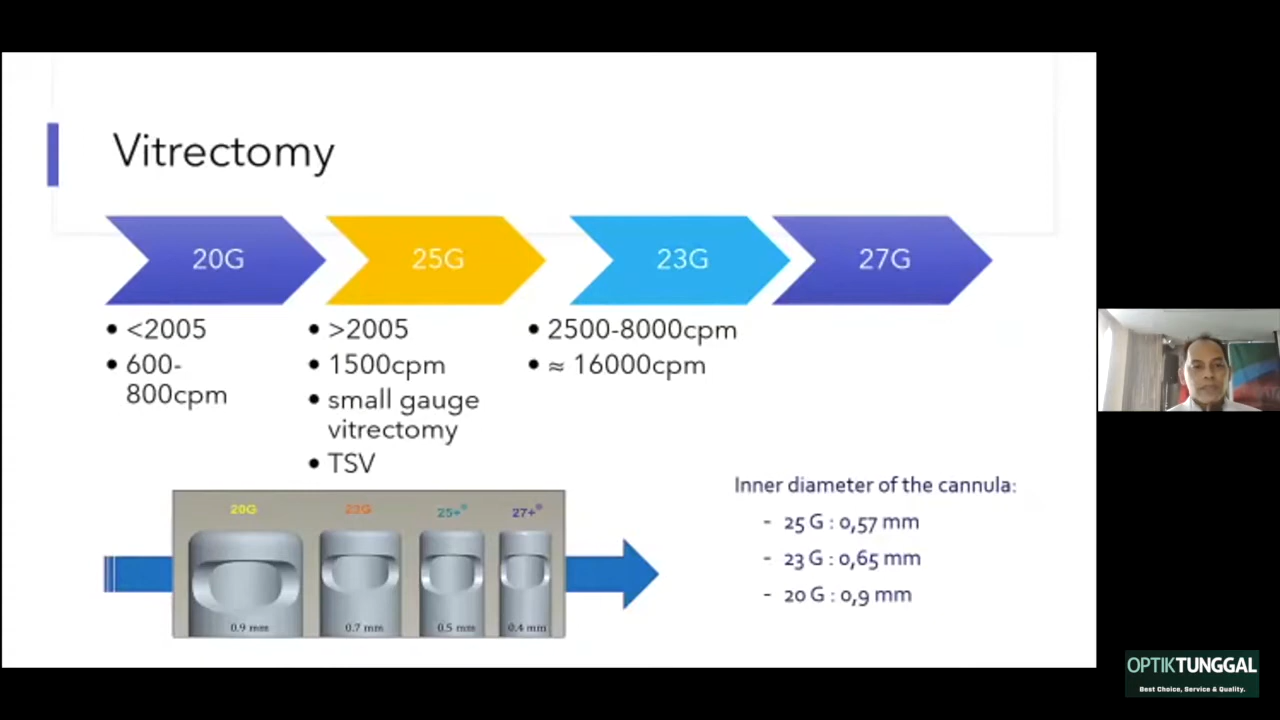 Vitrectomy
20G
25G
23G
27G
• <2005
• 600-
800cpm
• >2005
• 1500cpm
• small gauge
vitrectomy
• TSV
• 2500-8000cpm
• ≈ 16000cpm
20G
23G
25+®
27+®
0.9 mm
0.7 mm
0.5 mm
0.4 mm
Inner diameter of the cannula:
- 25 G : 0,57 mm
- 23 G : 0,65 mm
- 20 G : 0,9 mm
OPTIKTUNGGAL
Best Choice, Service & Quality.